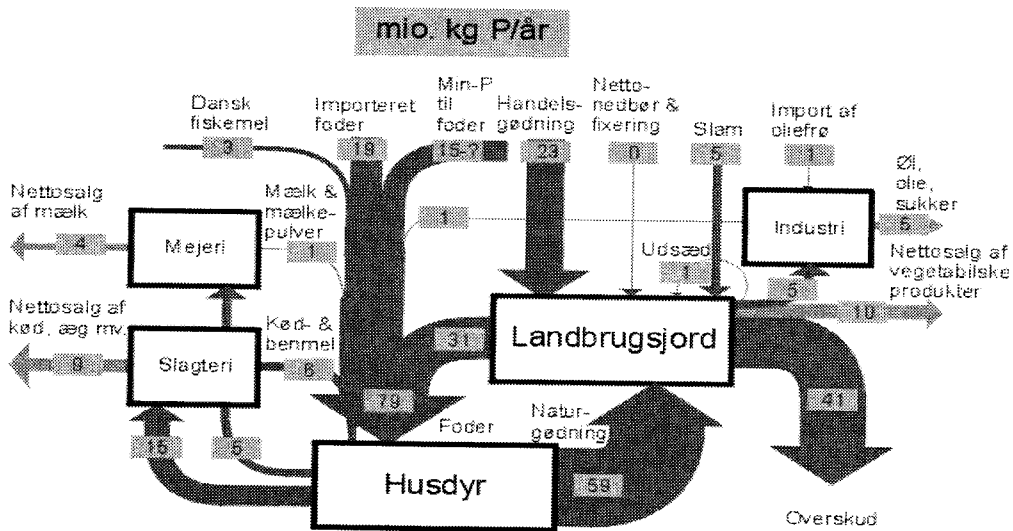 mio. kg P/år
Dansk
fiskemel
3
Importeret
foder
19
Min-P
til
foder
15-?
Handels-
gødning
23
Netto-
nedbør &
fixering
0
Slam
5
Import af
oliefrø
1
Øl,
olie,
sukker
5
Nettosalg
af mælk
4
Mejeri
Mælk &
mælke-
pulver
1
1
Industri
Udsæd
1
5
Nettosalg af
vegetabilske
produkter
10
Nettosalg af
kød, æg mv.
9
Slagteri
Kød- &
benmel
6
31
Landbrugsjord
79
41
Foder
Natur-
gødning
15
5
Husdyr
59
Overskud